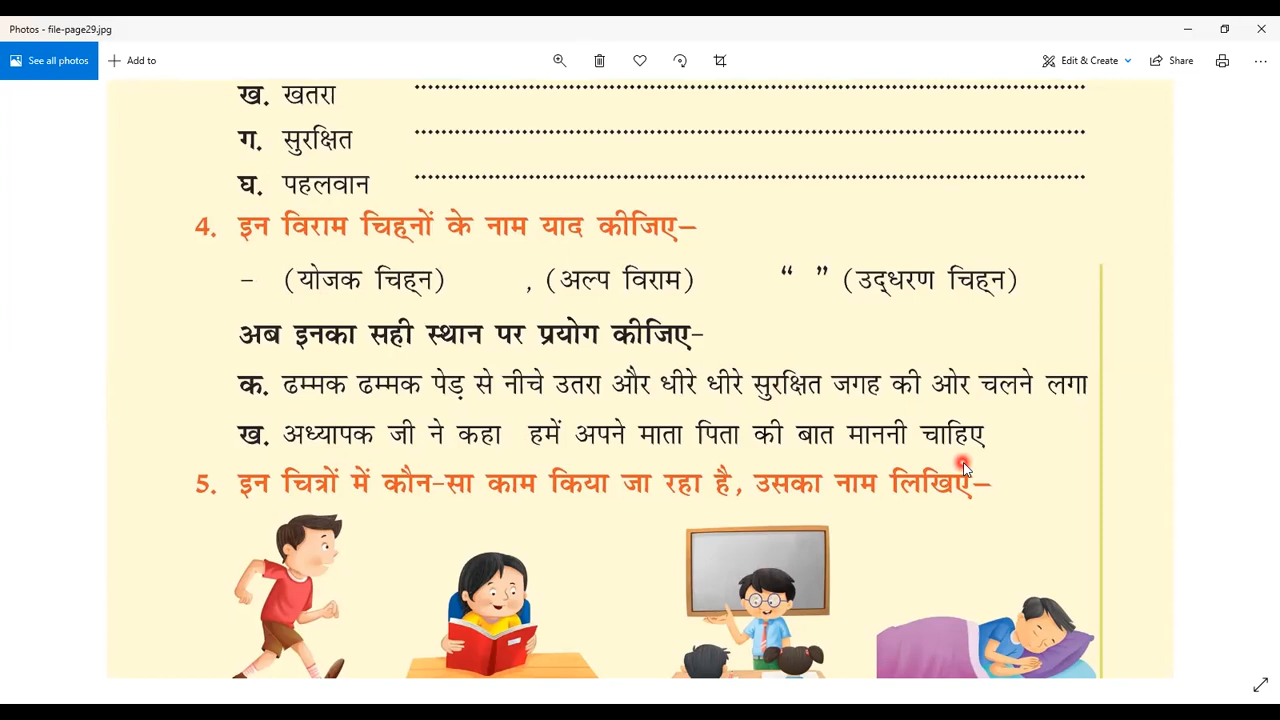 Photos - file-page29.jpg
See all photos
Add to
Edit & Create
Share
ख. खतरा
ग. सुरक्षित
घ. पहलवान
4. इन विराम चिह्नों के नाम याद कीजिए–
– (योजक चिह्न) , (अल्प विराम) “ ” (उद्धरण चिह्न)
अब इनका सही स्थान पर प्रयोग कीजिए-
क. ढम्मक ढम्मक पेड़ से नीचे उतरा और धीरे धीरे सुरक्षित जगह की ओर चलने लगा
ख. अध्यापक जी ने कहा हमें अपने माता पिता की बात माननी चाहिए
5. इन चित्रों में कौन-सा काम किया जा रहा है, उसका नाम लिखिए–